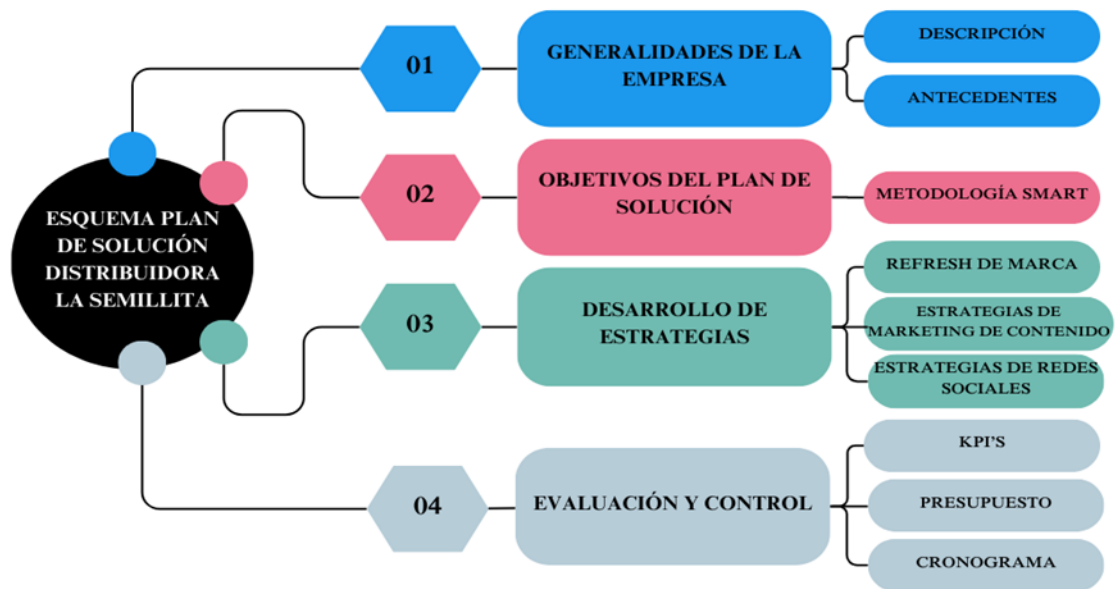 ESQUEMA PLAN
DE SOLUCIÓN
DISTRIBUIDORA
LA SEMILLITA
01
GENERALIDADES DE LA
EMPRESA
DESCRIPCIÓN
ANTECEDENTES
02
OBJETIVOS DEL PLAN DE
SOLUCIÓN
METODOLOGÍA SMART
03
DESARROLLO DE
ESTRATEGIAS
REFRESH DE MARCA
ESTRATEGIAS DE
MARKETING DE CONTENIDO
ESTRATEGIAS DE REDES
SOCIALES
04
EVALUACIÓN Y CONTROL
KPI'S
PRESUPUESTO
CRONOGRAMA